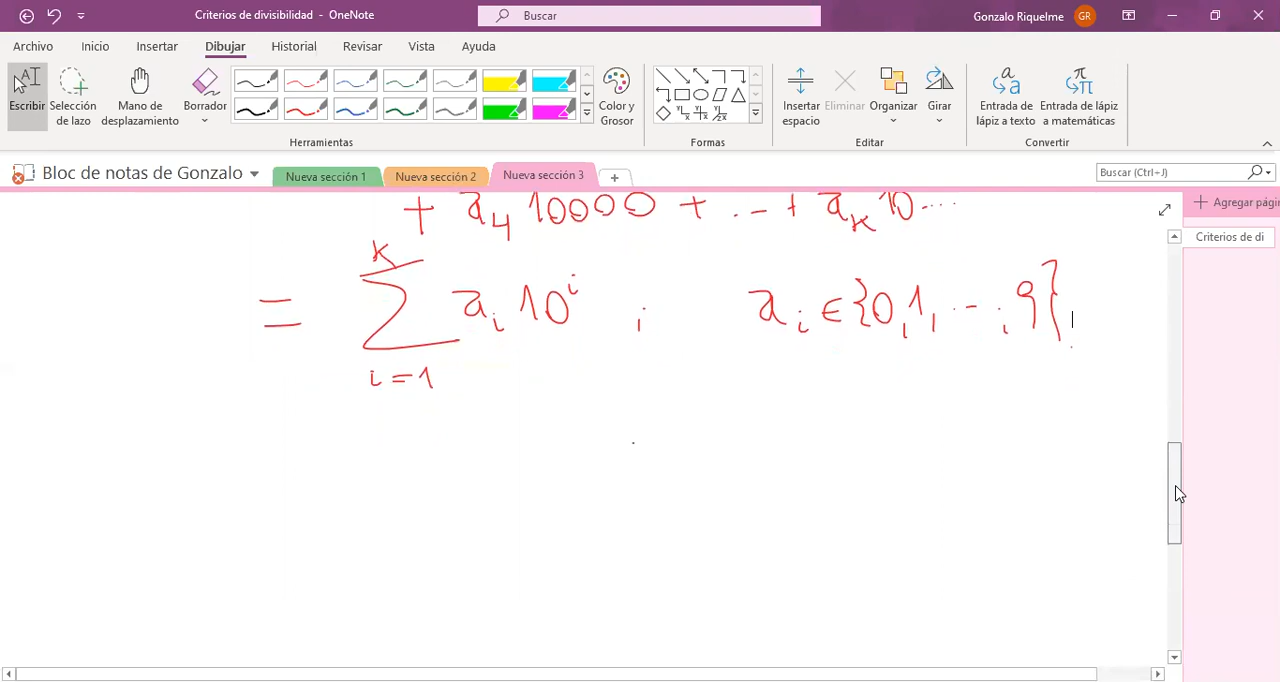 Criterios de divisibilidad - OneNote
Buscar
Gonzalo Riquelme
GR
Archivo Inicio Insertar Dibujar Historial Revisar Vista Ayuda
Escribir
Selección de lazo
Mano de desplazamiento
Borrador
Color y Grosor
Insertar espacio
Eliminar
Organizar
Girar
Entrada de lápiz a texto
Entrada de lápiz a matemáticas
Herramientas
Formas
Editar
Convertir
Bloc de notas de Gonzalo
Nueva sección 1
Nueva sección 2
Nueva sección 3
Buscar (Ctrl+J)
Agregar págin
Criterios de di
+ a₄ 10000 + ... + aₖ 10...
= ∑ᵢ₌₁ᵏ aᵢ 10ⁱ , aᵢ ∈ {0, 1, ..., 9}